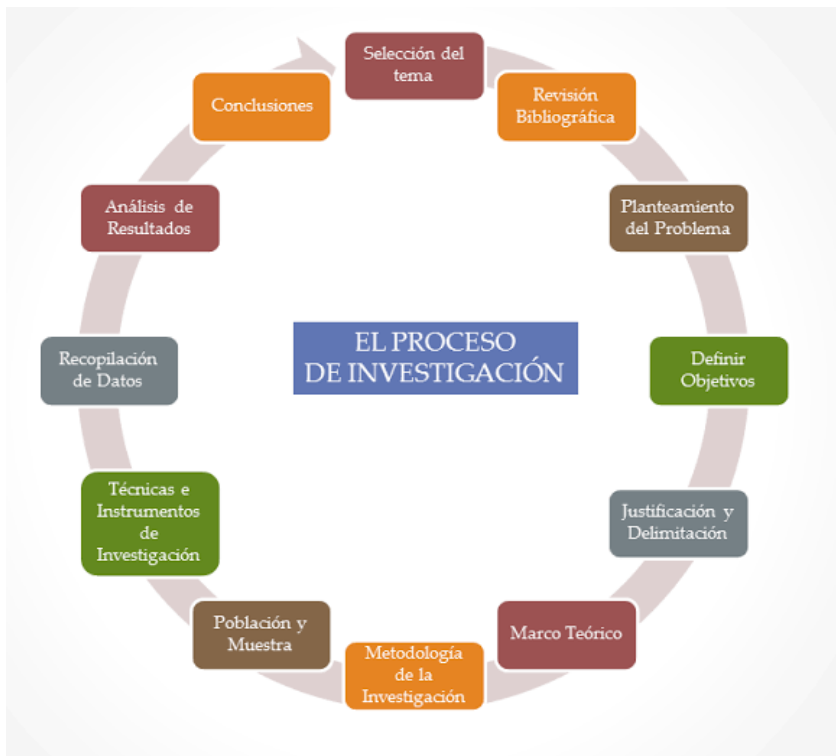 Selección del
tema
Revisión
Bibliográfica
Planteamiento
del Problema
Definir
Objetivos
Justificación y
Delimitación
Marco Teórico
Metodología
de la
Investigación
Población y
Muestra
Técnicas e
Instrumentos
de
Investigación
Recopilación
de Datos
Análisis de
Resultados
Conclusiones
EL PROCESO
DE INVESTIGACIÓN